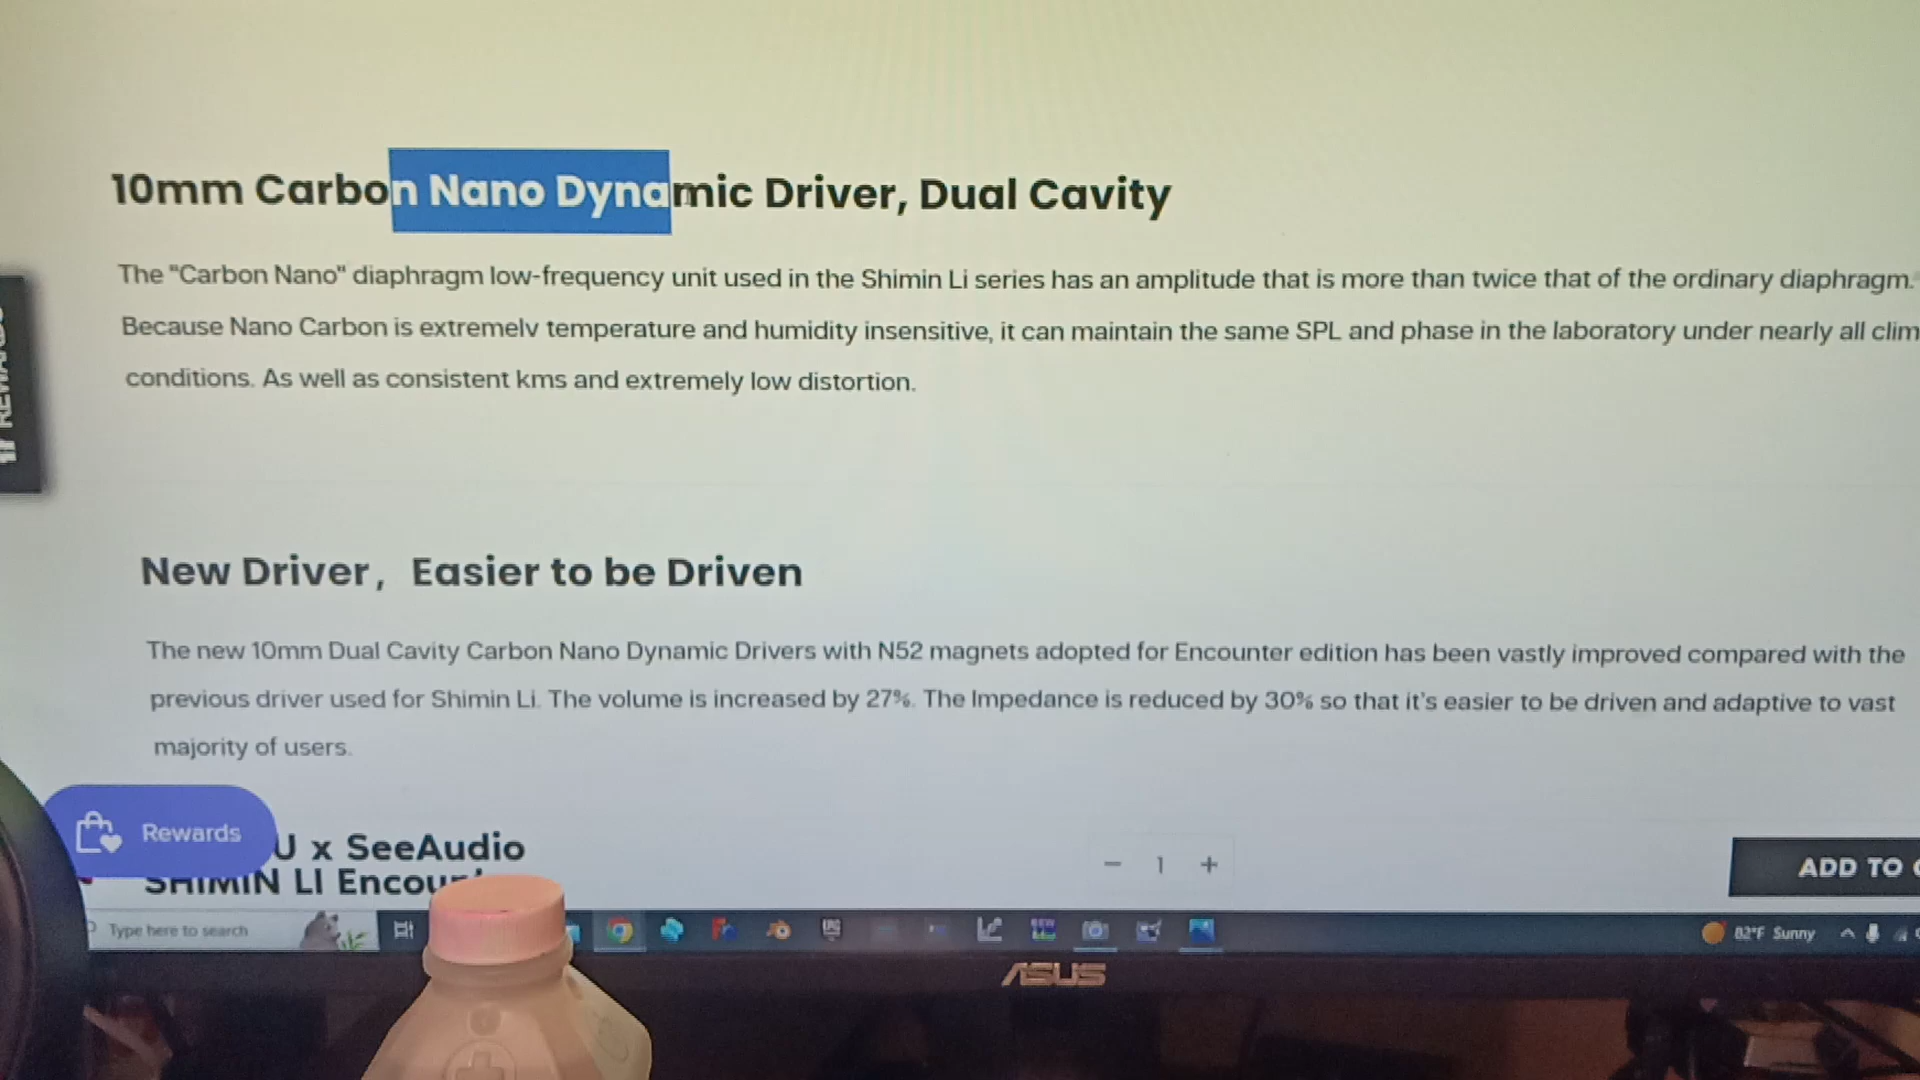 10mm Carbon Nano Dynamic Driver, Dual Cavity
The "Carbon Nano" diaphragm low-frequency unit used in the Shimin Li series has an amplitude that is more than twice that of the ordinary diaphragm.
Because Nano Carbon is extremelv temperature and humidity insensitive, it can maintain the same SPL and phase in the laboratory under nearly all clim
conditions. As well as consistent kms and extremely low distortion.
New Driver, Easier to be Driven
The new 10mm Dual Cavity Carbon Nano Dynamic Drivers with N52 magnets adopted for Encounter edition has been vastly improved compared with the
previous driver used for Shimin Li. The volume is increased by 27%. The Impedance is reduced by 30% so that it's easier to be driven and adaptive to vast
majority of users.
Rewards
U x SeeAudio
SHIMIN LI Encou
− 1 +
ADD TO
Type here to search
82°F Sunny
ASUS